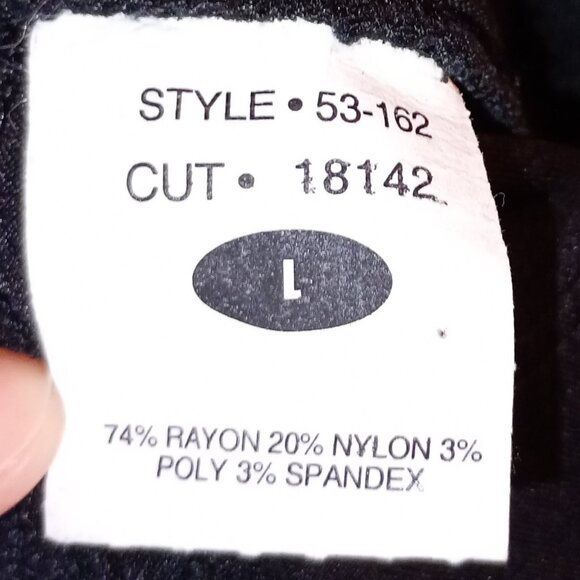 STYLE • 53-162
CUT • 18142
L
74% RAYON 20% NYLON 3%
POLY 3% SPANDEX